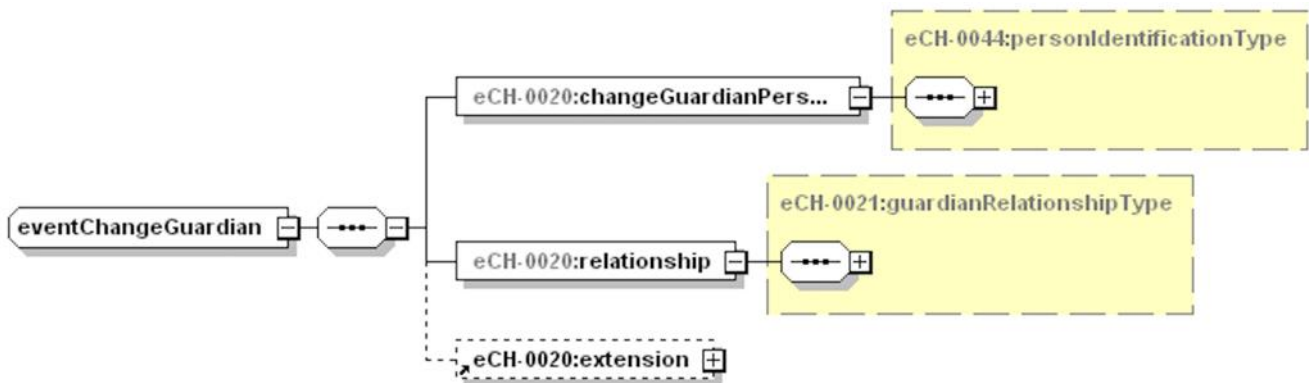 eCH-0044:personIdentificationType
eCH-0020:changeGuardianPers...
eCH-0021:guardianRelationshipType
eventChangeGuardian
eCH-0020:relationship
eCH-0020:extension